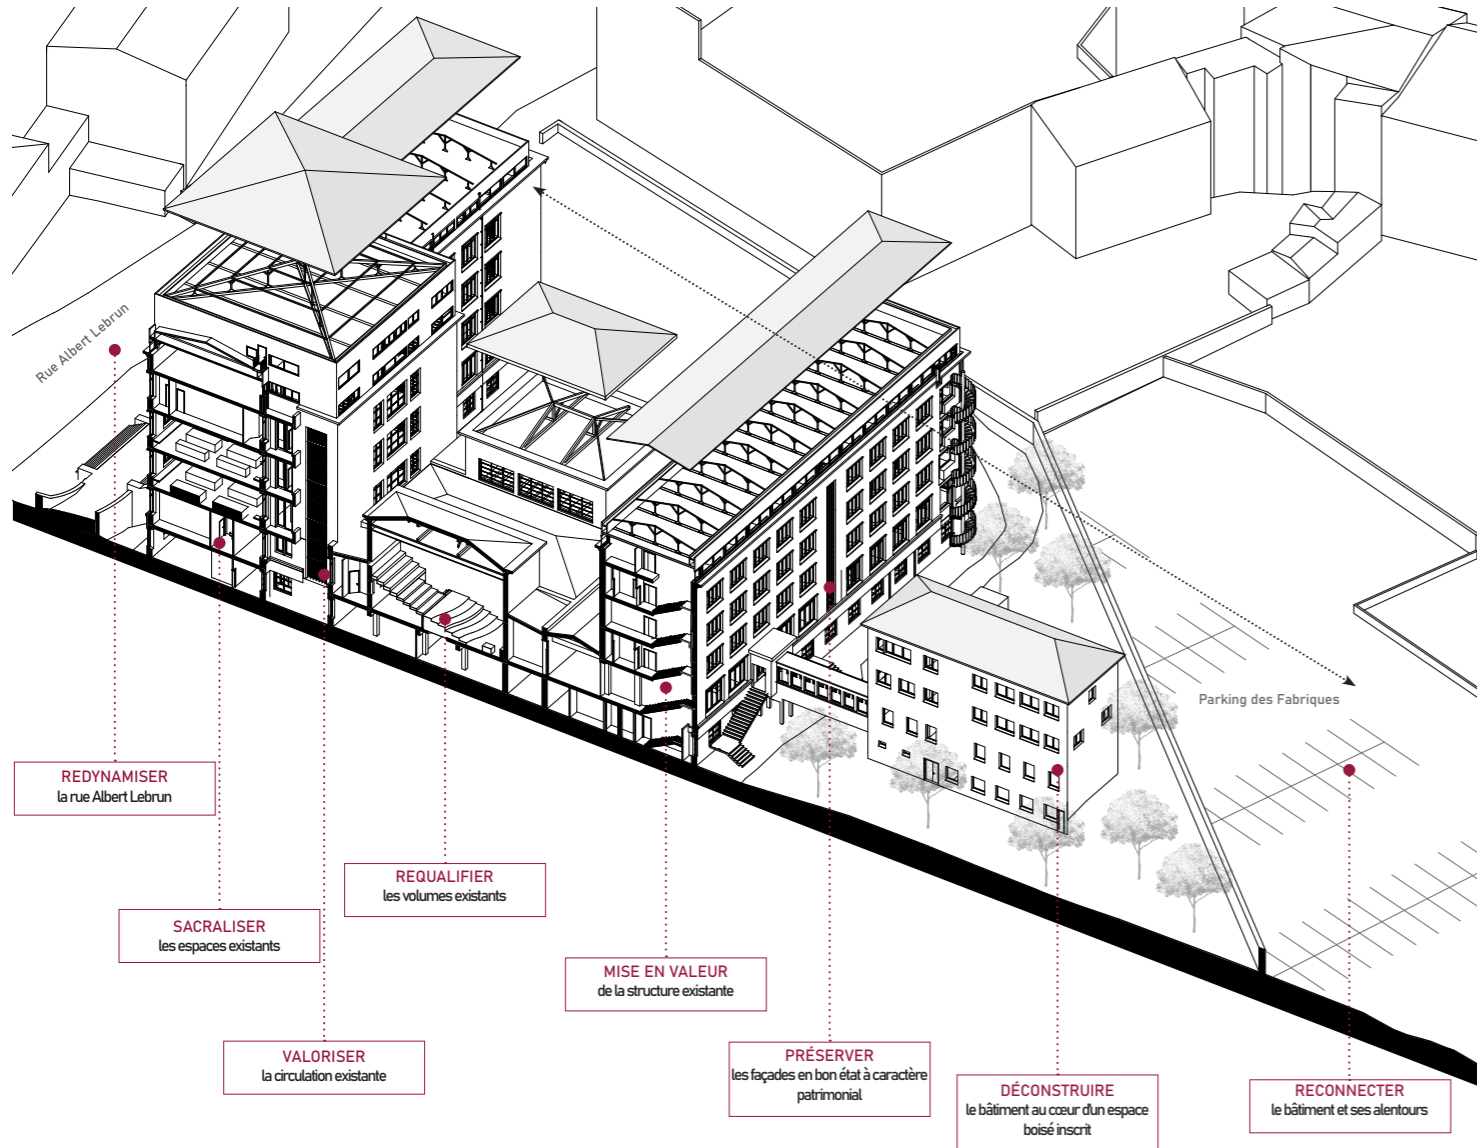 Rue Albert Lebrun
Parking des Fabriques
REDYNAMISER
la rue Albert Lebrun
SACRALISER
les espaces existants
VALORISER
la circulation existante
REQUALIFIER
les volumes existants
MISE EN VALEUR
de la structure existante
PRÉSERVER
les façades en bon état à caractère
patrimonial
DÉCONSTRUIRE
le bâtiment au cœur d'un espace
boisé inscrit
RECONNECTER
le bâtiment et ses alentours